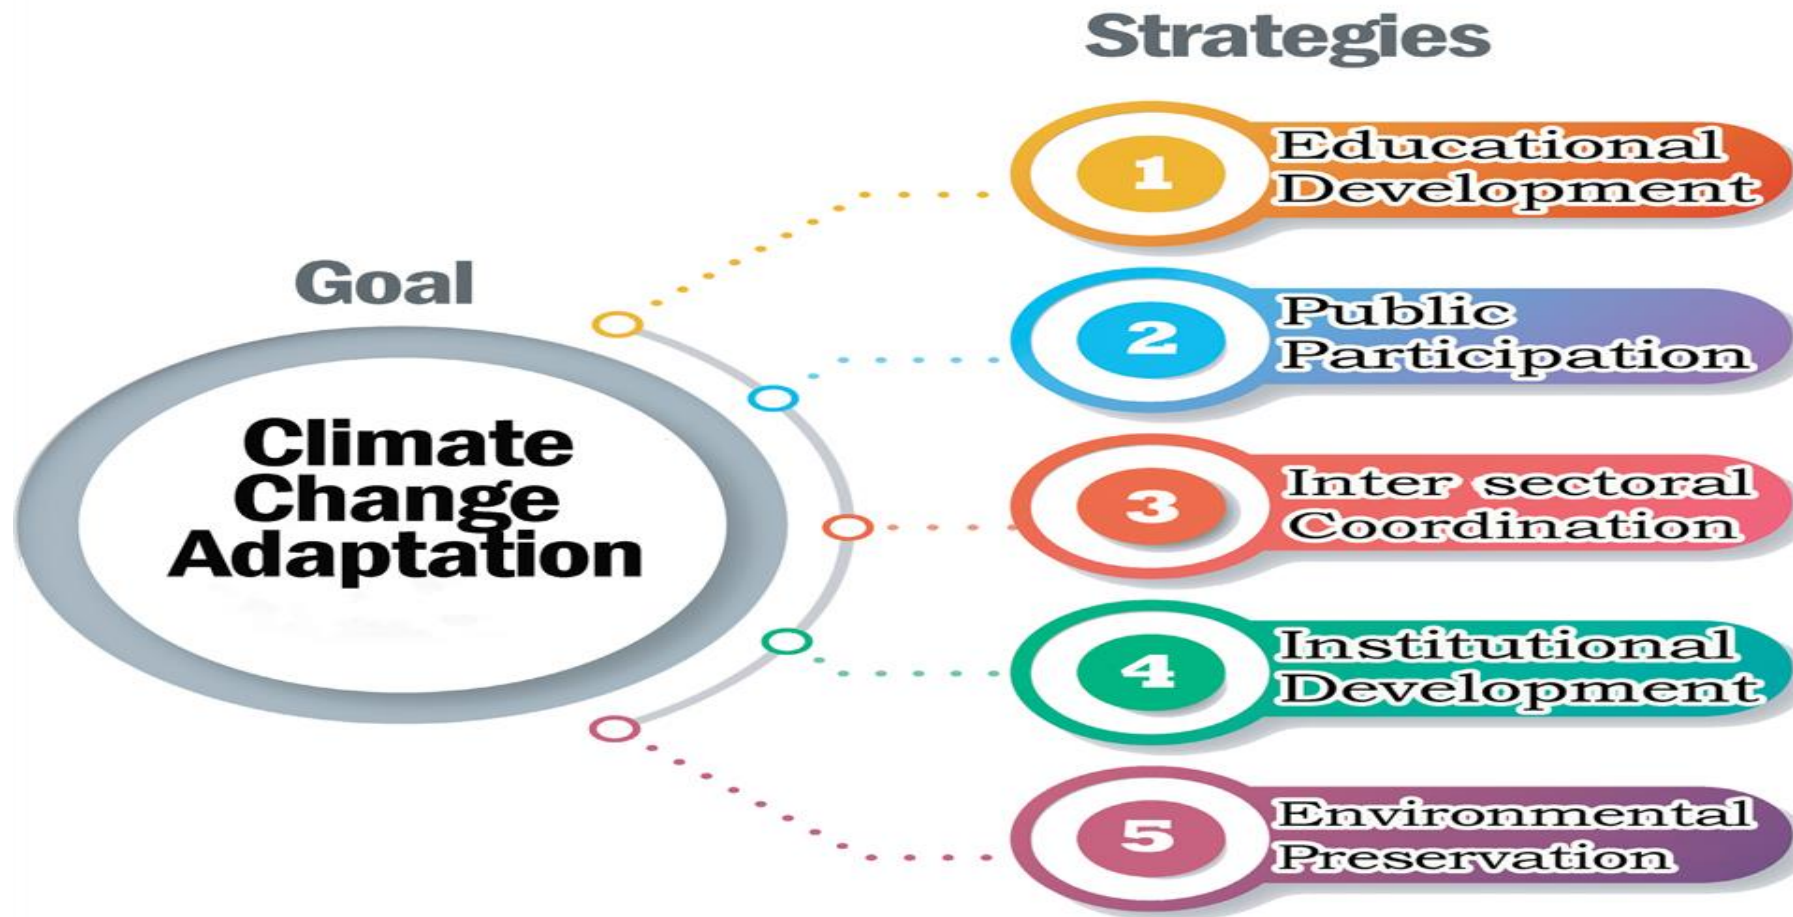 Strategies
Goal
Climate
Change
Adaptation
1
Educational
Development
2
Public
Participation
3
Inter sectoral
Coordination
4
Institutional
Development
5
Environmental
Preservation